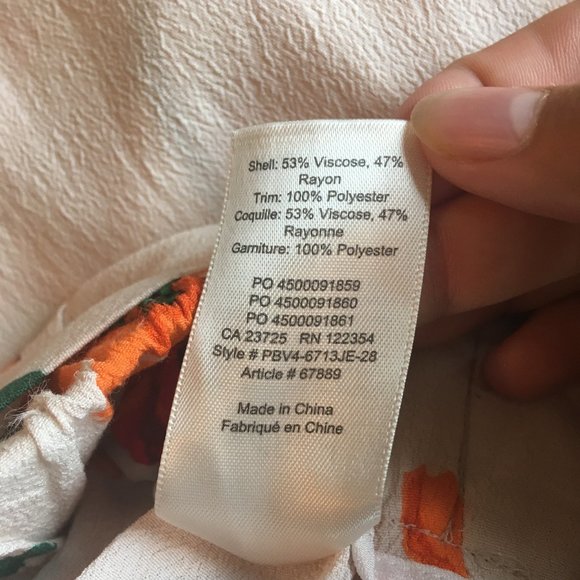 Shell: 53% Viscose, 47%
Rayon
Trim: 100% Polyester
Coquille: 53% Viscose, 47%
Rayonne
Garniture: 100% Polyester
PO 4500091859
PO 4500091860
PO 4500091861
CA 23725 RN 122354
Style # PBV4-6713JE-28
Article # 67889
Made in China
Fabriqué en Chine